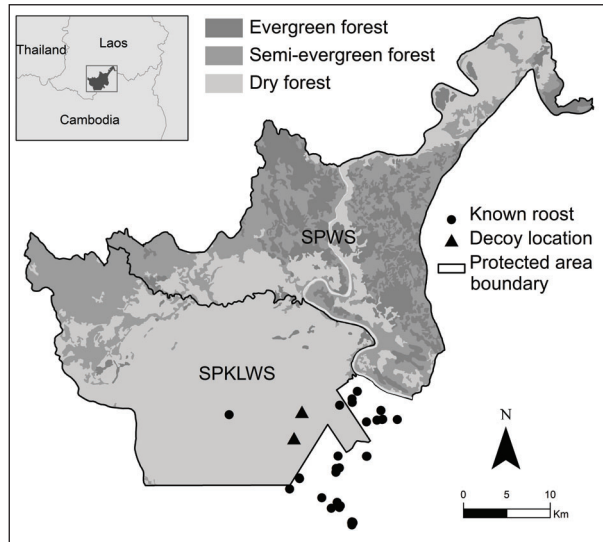 Thailand
Laos
Cambodia
Evergreen forest
Semi-evergreen forest
Dry forest
SPWS
Known roost
Decoy location
Protected area
boundary
SPKLWS
N
0 5 10
Km